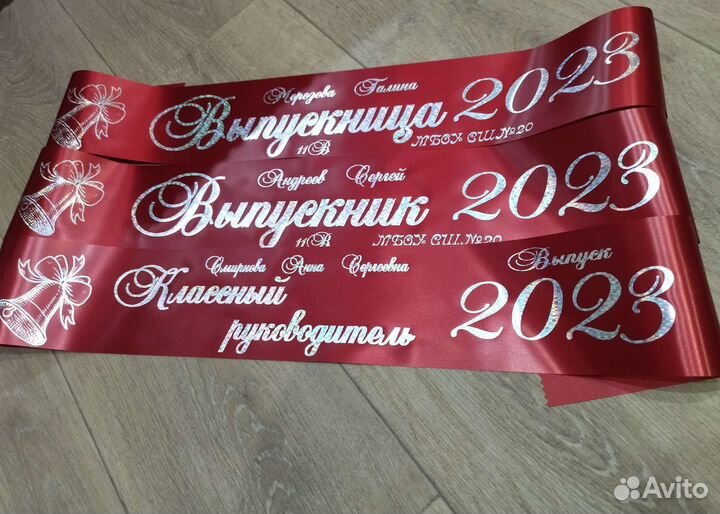 Морозова Галина
Выпускница 2023
11В МБОУ СШ №20
Андреев Сергей
Выпускник 2023
11В МБОУ СШ №20
Смирнова Анна Сергеевна
Выпуск
Классный
руководитель
2023
Avito